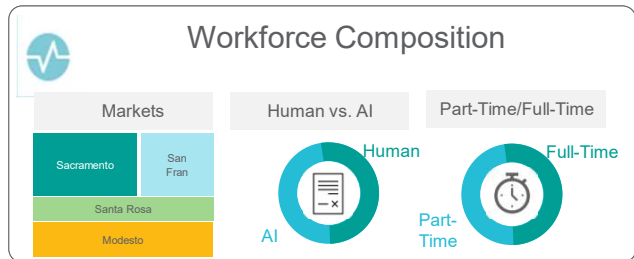 Workforce Composition
Markets
Human vs. AI
Part-Time/Full-Time
Sacramento
San
Fran
Santa Rosa
Modesto
Human
AI
Full-Time
Part-
Time